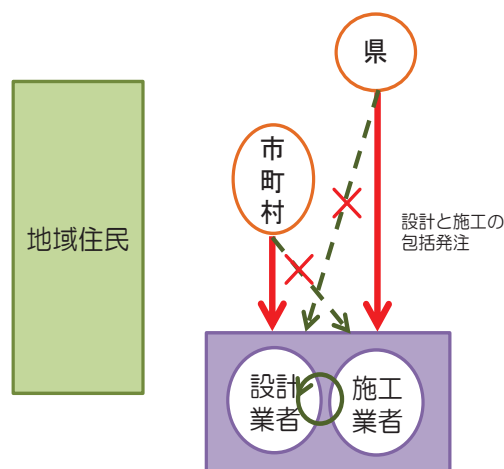 県
市
町
村
地域住民
設計と施工の
包括発注
設計
業者
施工
業者